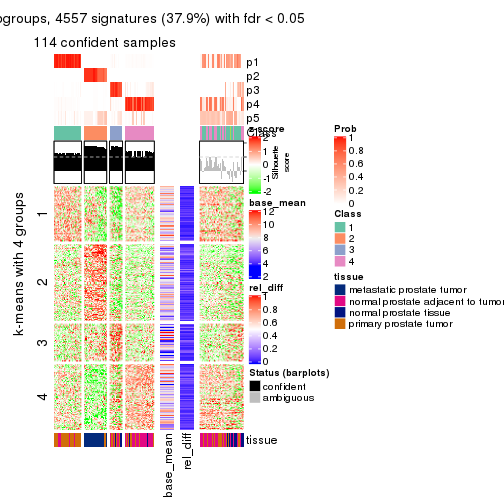 ogroups, 4557 signatures (37.9%) with fdr < 0.05
114 confident samples
p1
p2
p3
p4
p5
Class
Silhouette
score
k-means with 4 groups
1
2
3
4
base_mean
rel_diff
tissue
z-score
2
-2
base_mean
12
10
8
6
4
2
rel_diff
1
0.8
0.6
0.4
0.2
0
Status (barplots)
confident
ambiguous
Prob
1
0.8
0.6
0.4
0.2
0
Class
1
2
3
4
tissue
metastatic prostate tumor
normal prostate adjacent to tumor
normal prostate tissue
primary prostate tumor